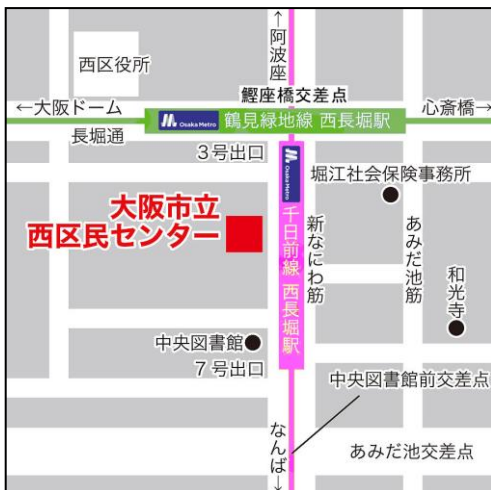 ↑阿波座
西区役所
鰹座橋交差点
←大阪ドーム
心斎橋→
Osaka Metro 鶴見緑地線 西長堀駅
長堀通
3号出口
Osaka Metro 千日前線 西長堀駅
堀江社会保険事務所
大阪市立
西区民センター
新なにわ筋
あみだ池筋
和光寺
中央図書館
7号出口
中央図書館前交差点
なんば→
あみだ池交差点